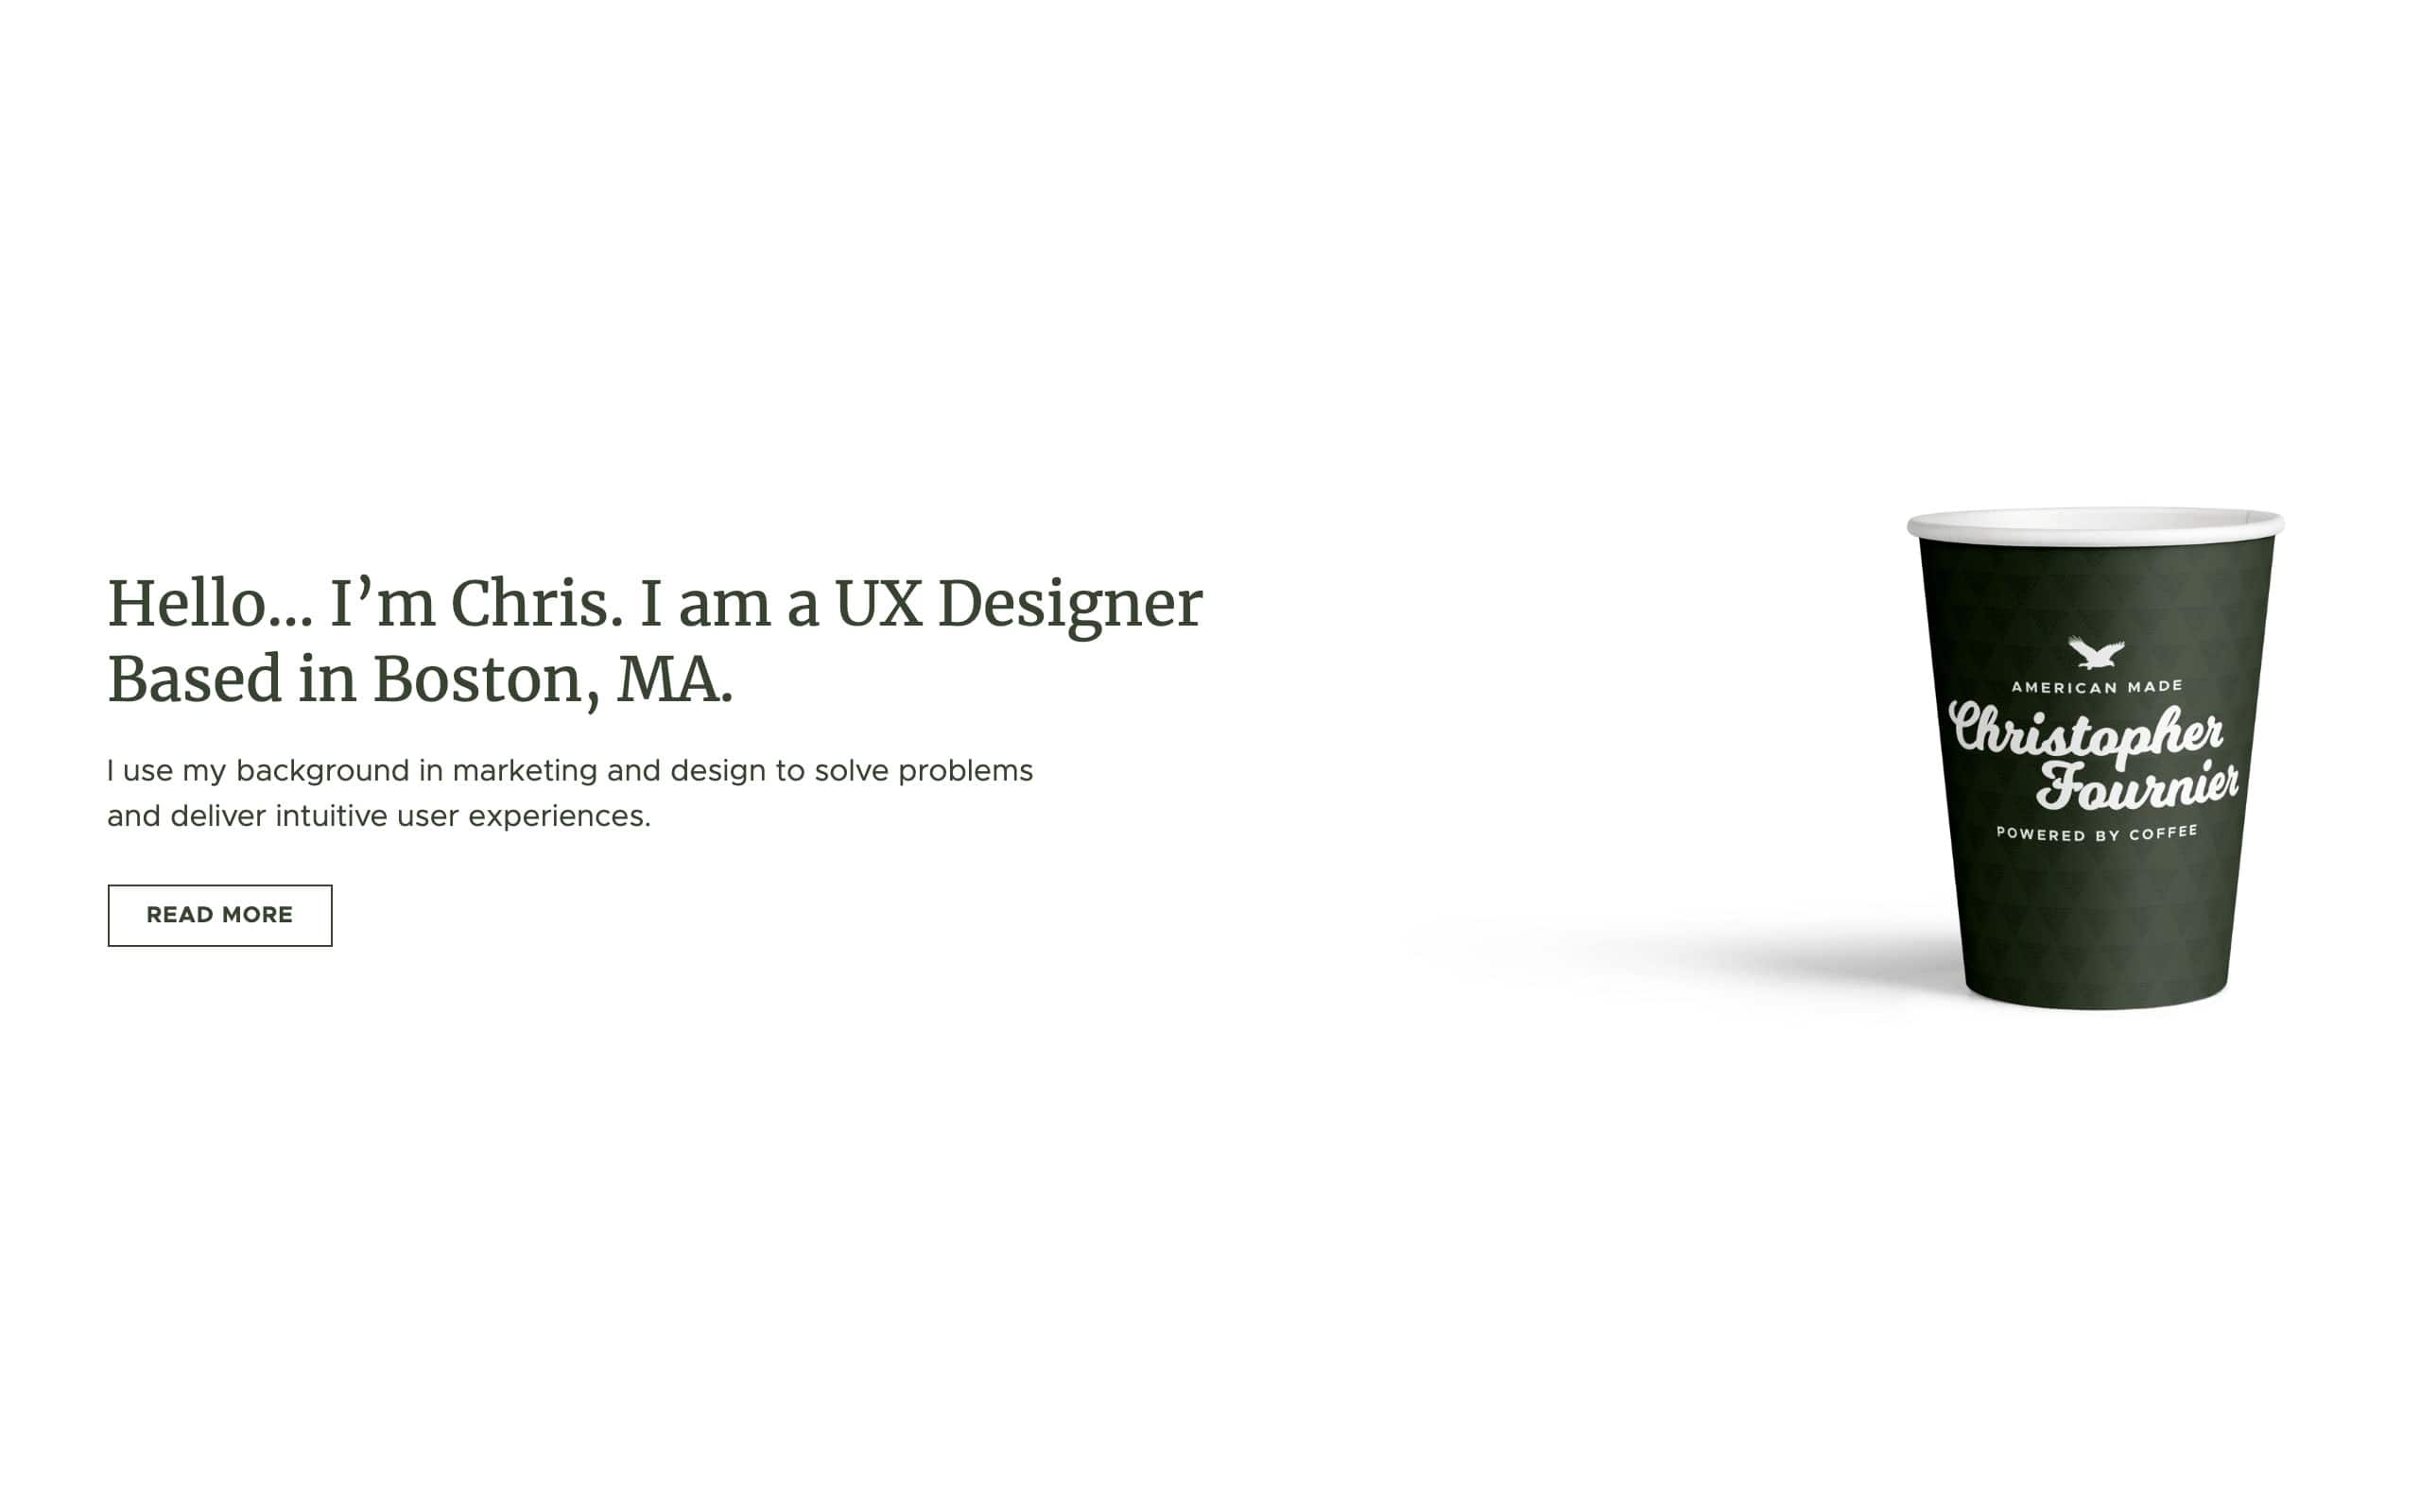 Hello... I’m Chris. I am a UX Designer
Based in Boston, MA.
I use my background in marketing and design to solve problems
and deliver intuitive user experiences.
READ MORE
AMERICAN MADE
Christopher
Fournier
POWERED BY COFFEE